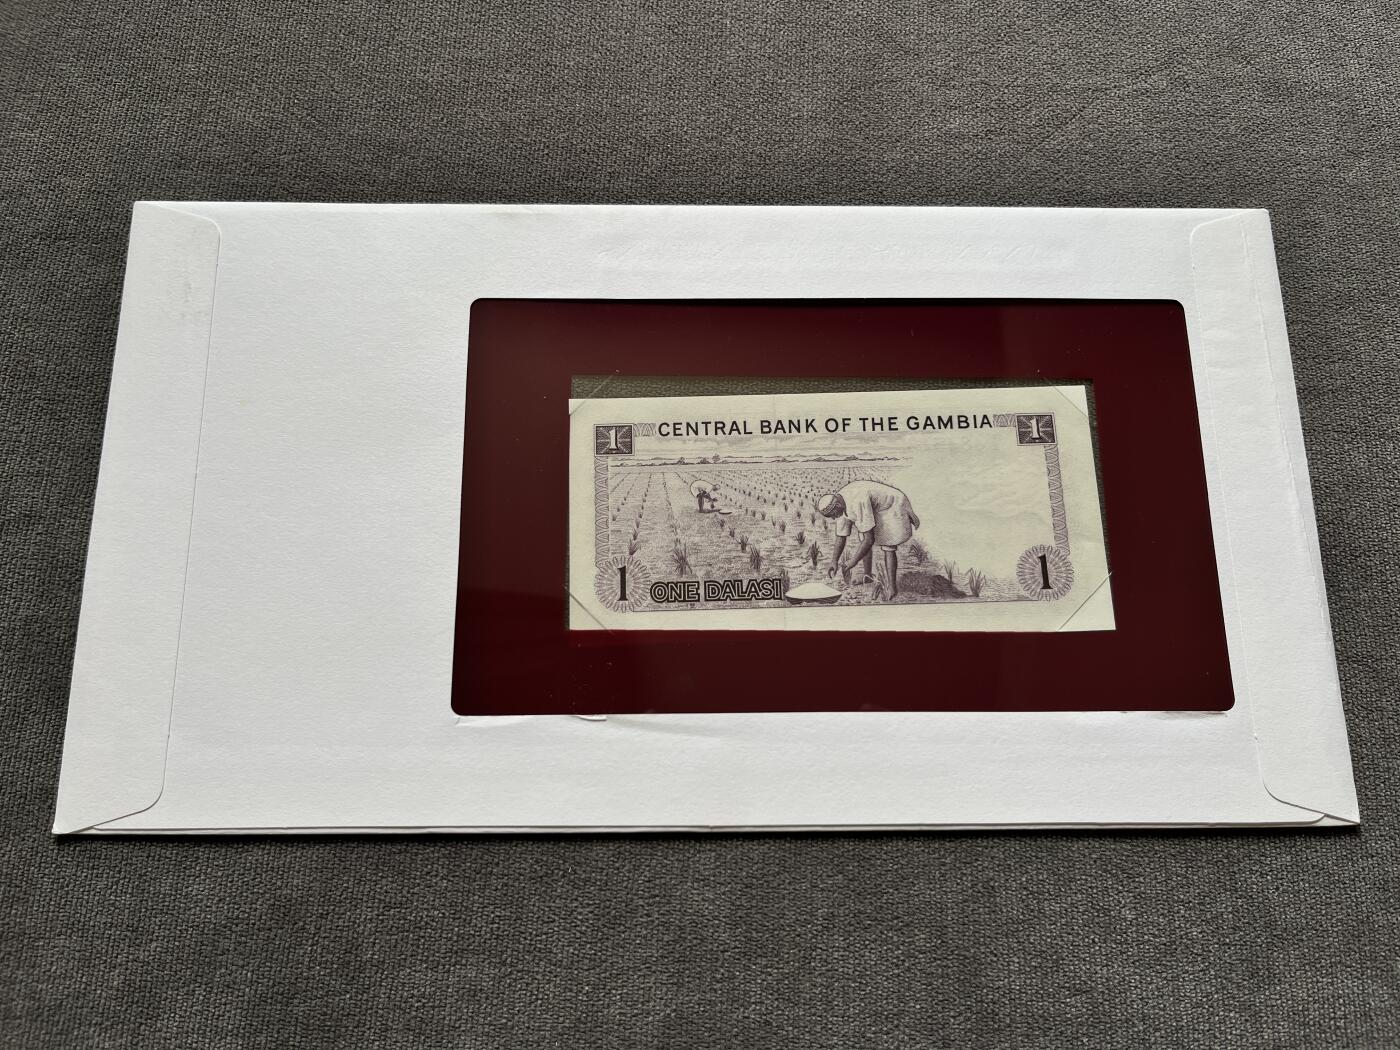 1 CENTRAL BANK OF THE GAMBIA 1
1 ONE DALASI 1